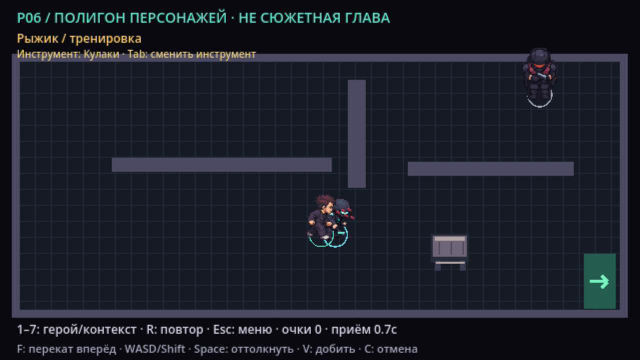 P06 / ПОЛИГОН ПЕРСОНАЖЕЙ · НЕ СЮЖЕТНАЯ ГЛАВА
Рыжик / тренировка
Инструмент: Кулаки · Tab: сменить инструмент
1–7: герой/контекст · R: повтор · Esc: меню · очки 0 · приём 0.7с
F: перекат вперёд · WASD/Shift · Space: оттолкнуть · V: добить · C: отмена